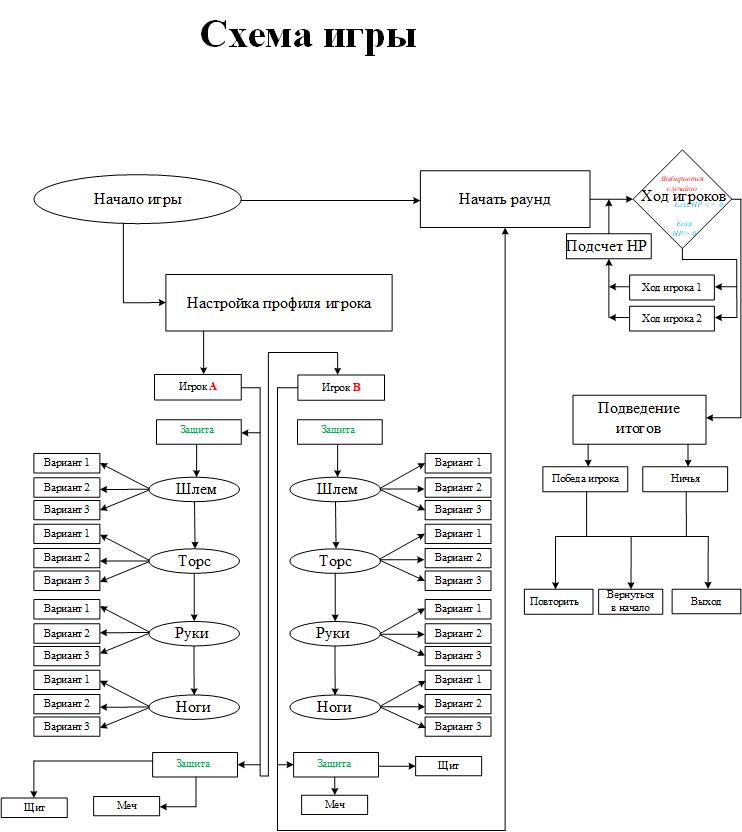 Схема игры
Начало игры
Начать раунд
Выбирается
случайно
Ход игроков
Если
HP > 0
Подсчет HP
Ход игрока 1
Ход игрока 2
Настройка профиля игрока
Игрок А
Игрок В
Защита
Защита
Вариант 1
Вариант 2
Вариант 3
Шлем
Шлем
Вариант 1
Вариант 2
Вариант 3
Вариант 1
Вариант 2
Вариант 3
Торс
Торс
Вариант 1
Вариант 2
Вариант 3
Вариант 1
Вариант 2
Вариант 3
Руки
Руки
Вариант 1
Вариант 2
Вариант 3
Вариант 1
Вариант 2
Вариант 3
Ноги
Ноги
Вариант 1
Вариант 2
Вариант 3
Защита
Щит
Меч
Защита
Щит
Меч
Подведение
итогов
Победа игрока
Ничья
Повторить
Вернуться
в начало
Выход